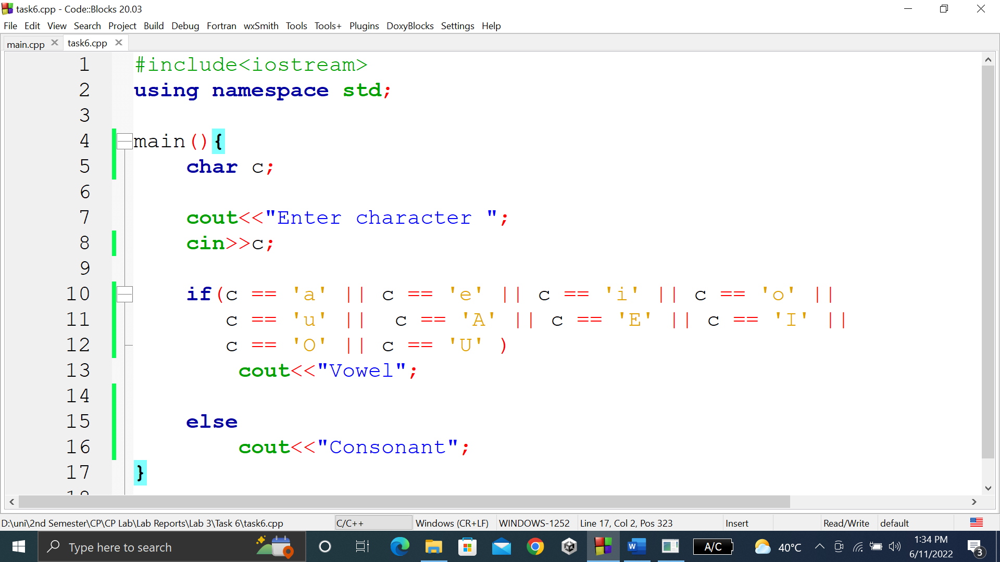 task6.cpp - Code::Blocks 20.03
File Edit View Search Project Build Debug Fortran wxSmith Tools Tools+ Plugins DoxyBlocks Settings Help
main.cpp task6.cpp
1 #include<iostream>
2 using namespace std;
3
4 main(){
5 char c;
6
7 cout<<"Enter character ";
8 cin>>c;
9
10 if(c == 'a' || c == 'e' || c == 'i' || c == 'o' ||
11 c == 'u' ||  c == 'A' || c == 'E' || c == 'I' ||
12 c == 'O' || c == 'U' )
13 cout<<"Vowel";
14
15 else
16 cout<<"Consonant";
17 }
D:\uni\2nd Semester\CP\CP Lab\Lab Reports\Lab 3\Task 6\task6.cpp C/C++ Windows (CR+LF) WINDOWS-1252 Line 17, Col 2, Pos 323 Insert Read/Write default
Type here to search A/C 40°C 1:34 PM
6/11/2022 3